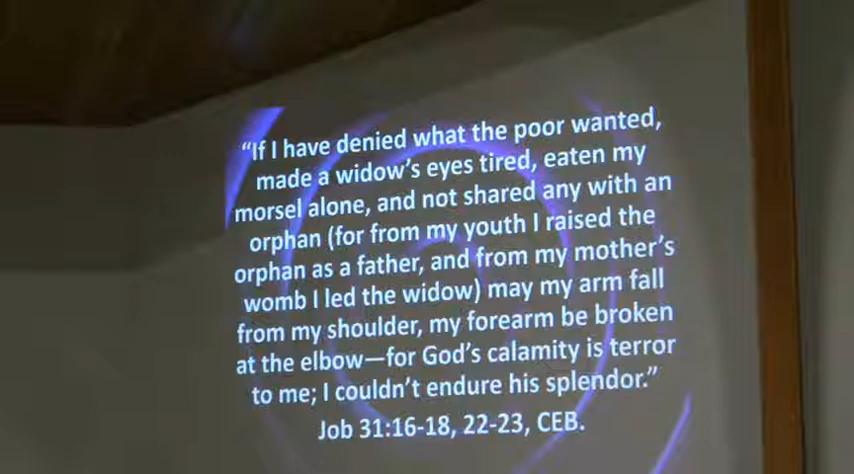 “If I have denied what the poor wanted,
made a widow’s eyes tired, eaten my
morsel alone, and not shared any with an
orphan (for from my youth I raised the
orphan as a father, and from my mother’s
womb I led the widow) may my arm fall
from my shoulder, my forearm be broken
at the elbow—for God’s calamity is terror
to me; I couldn’t endure his splendor.”
Job 31:16-18, 22-23, CEB.